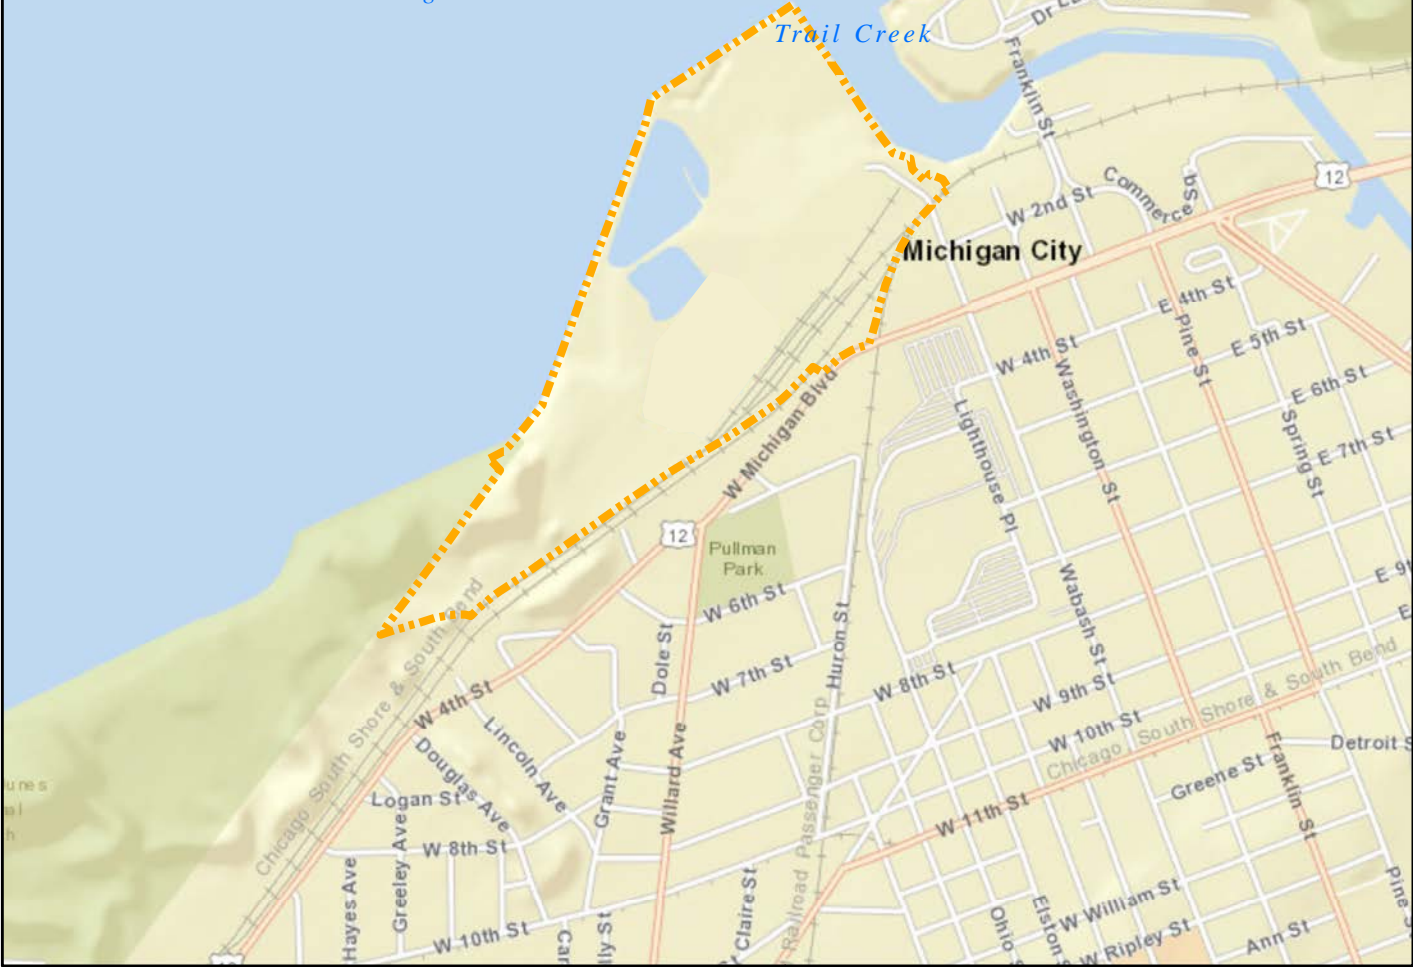 Trail Creek
Dr
Franklin St
12
Commerce Sq
W 2nd St
Michigan City
E 4th St
Pine St
E 5th St
W 4th St
Washington St
E 6th St
W Michigan Blvd
Lighthouse Pl
Spring St
E 7th St
12
Pullman
Park
W 6th St
Wabash St
Huron St
Dole St
W 7th St
W 8th St
W 9th St
Chicago South Shore & South Bend
W 4th St
W 10th St
Chicago, South Shore & South Bend
Detroit S
Lincoln Ave
Douglas Ave
Grant Ave
Willard Ave
Railroad Passenger Corp
Greene St
Franklin St
Logan St
Greeley Ave
W 8th St
W 11th St
Hayes Ave
W 10th St
Claire St
Ohio
Elston
W William St
W Ripley St
Ann St
Pine